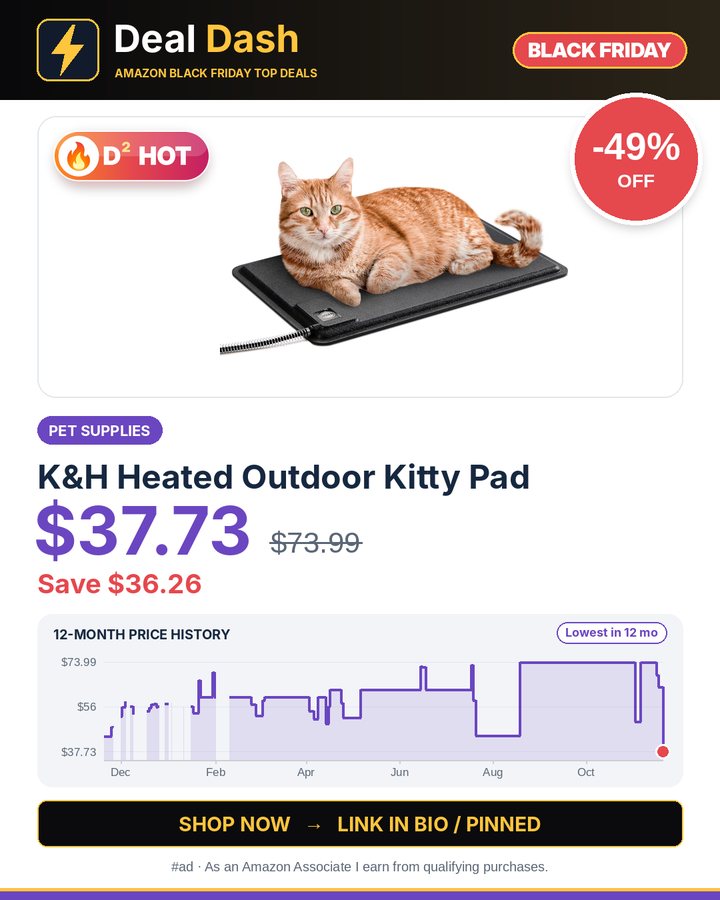 Deal Dash
AMAZON BLACK FRIDAY TOP DEALS
BLACK FRIDAY
D² HOT
-49%
OFF
PET SUPPLIES
K&H Heated Outdoor Kitty Pad
$37.73 $73.99
Save $36.26
12-MONTH PRICE HISTORY
Lowest in 12 mo
$73.99
$56
$37.73
Dec Feb Apr Jun Aug Oct
SHOP NOW → LINK IN BIO / PINNED
#ad · As an Amazon Associate I earn from qualifying purchases.